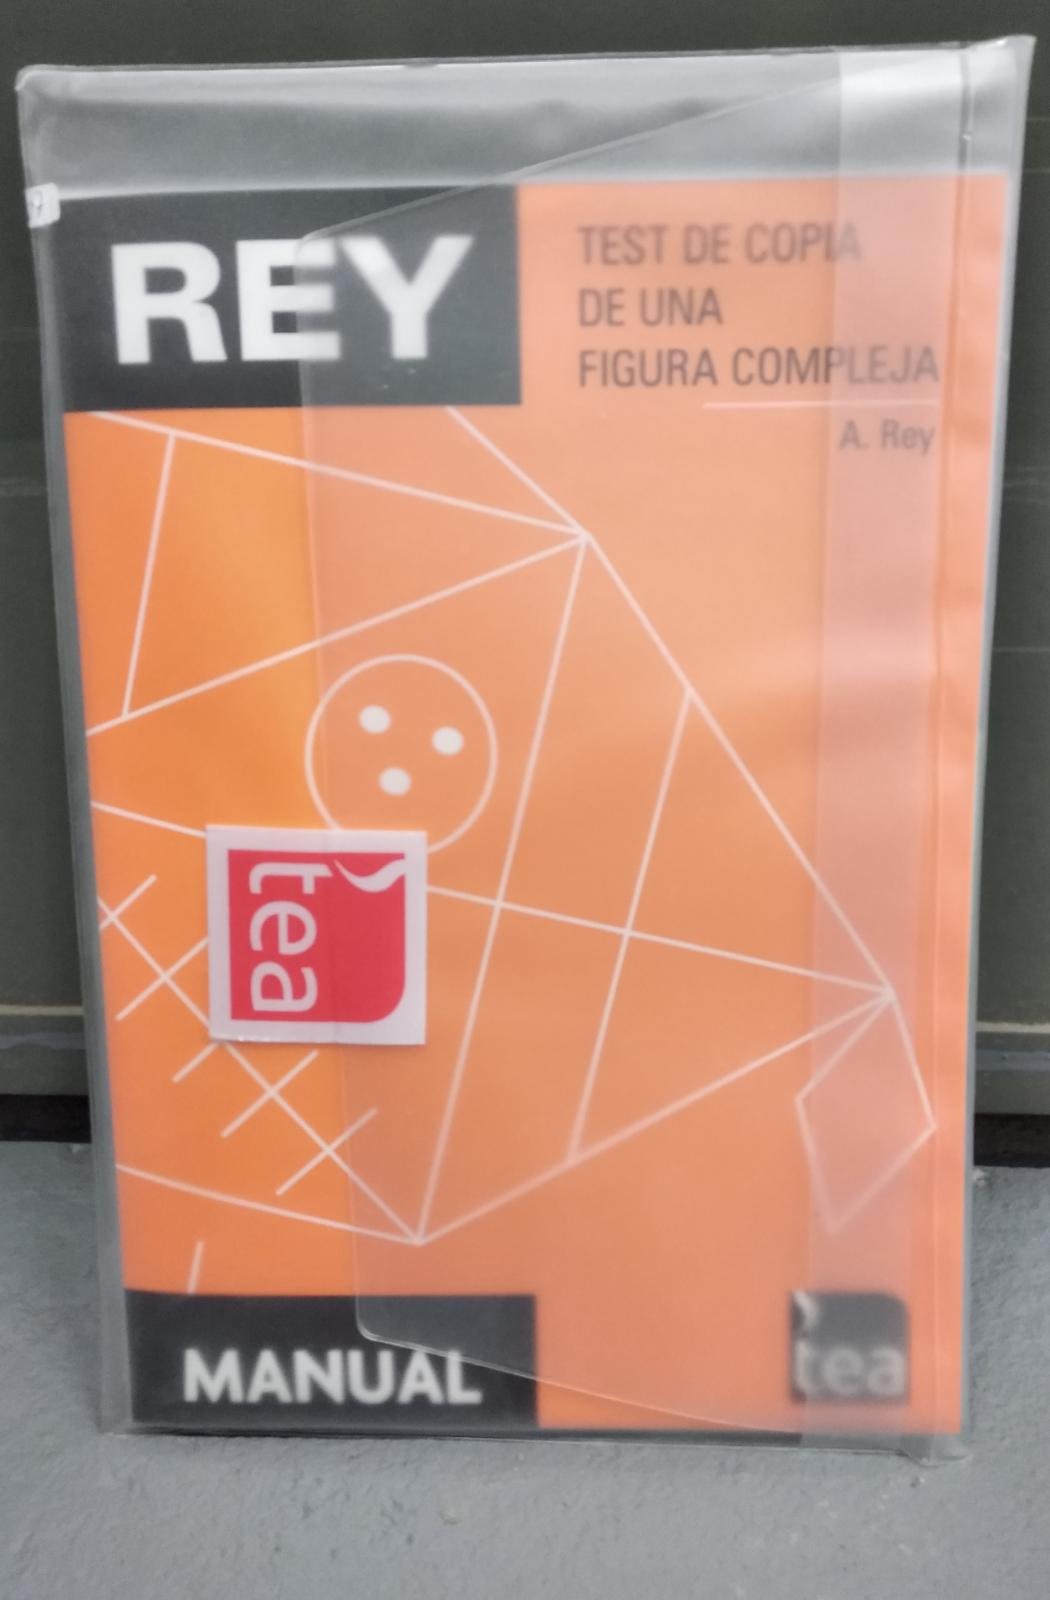 REY
TEST DE COPIA
DE UNA
FIGURA COMPLEJA
A. Rey
tea
MANUAL
tea